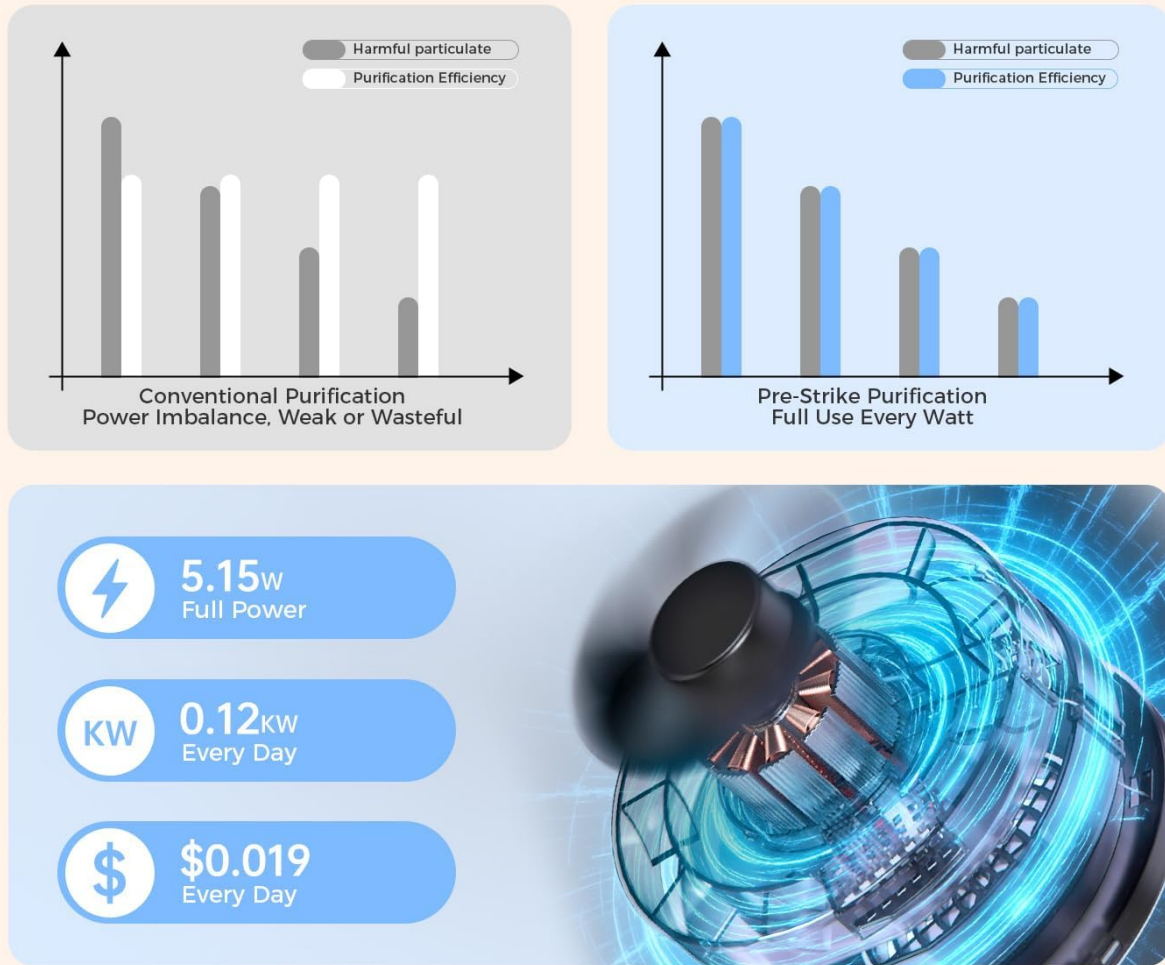 Harmful particulate
Purification Efficiency
Conventional Purification
Power Imbalance, Weak or Wasteful
Harmful particulate
Purification Efficiency
Pre-Strike Purification
Full Use Every Watt
5.15W
Full Power
KW
0.12KW
Every Day
$
$0.019
Every Day